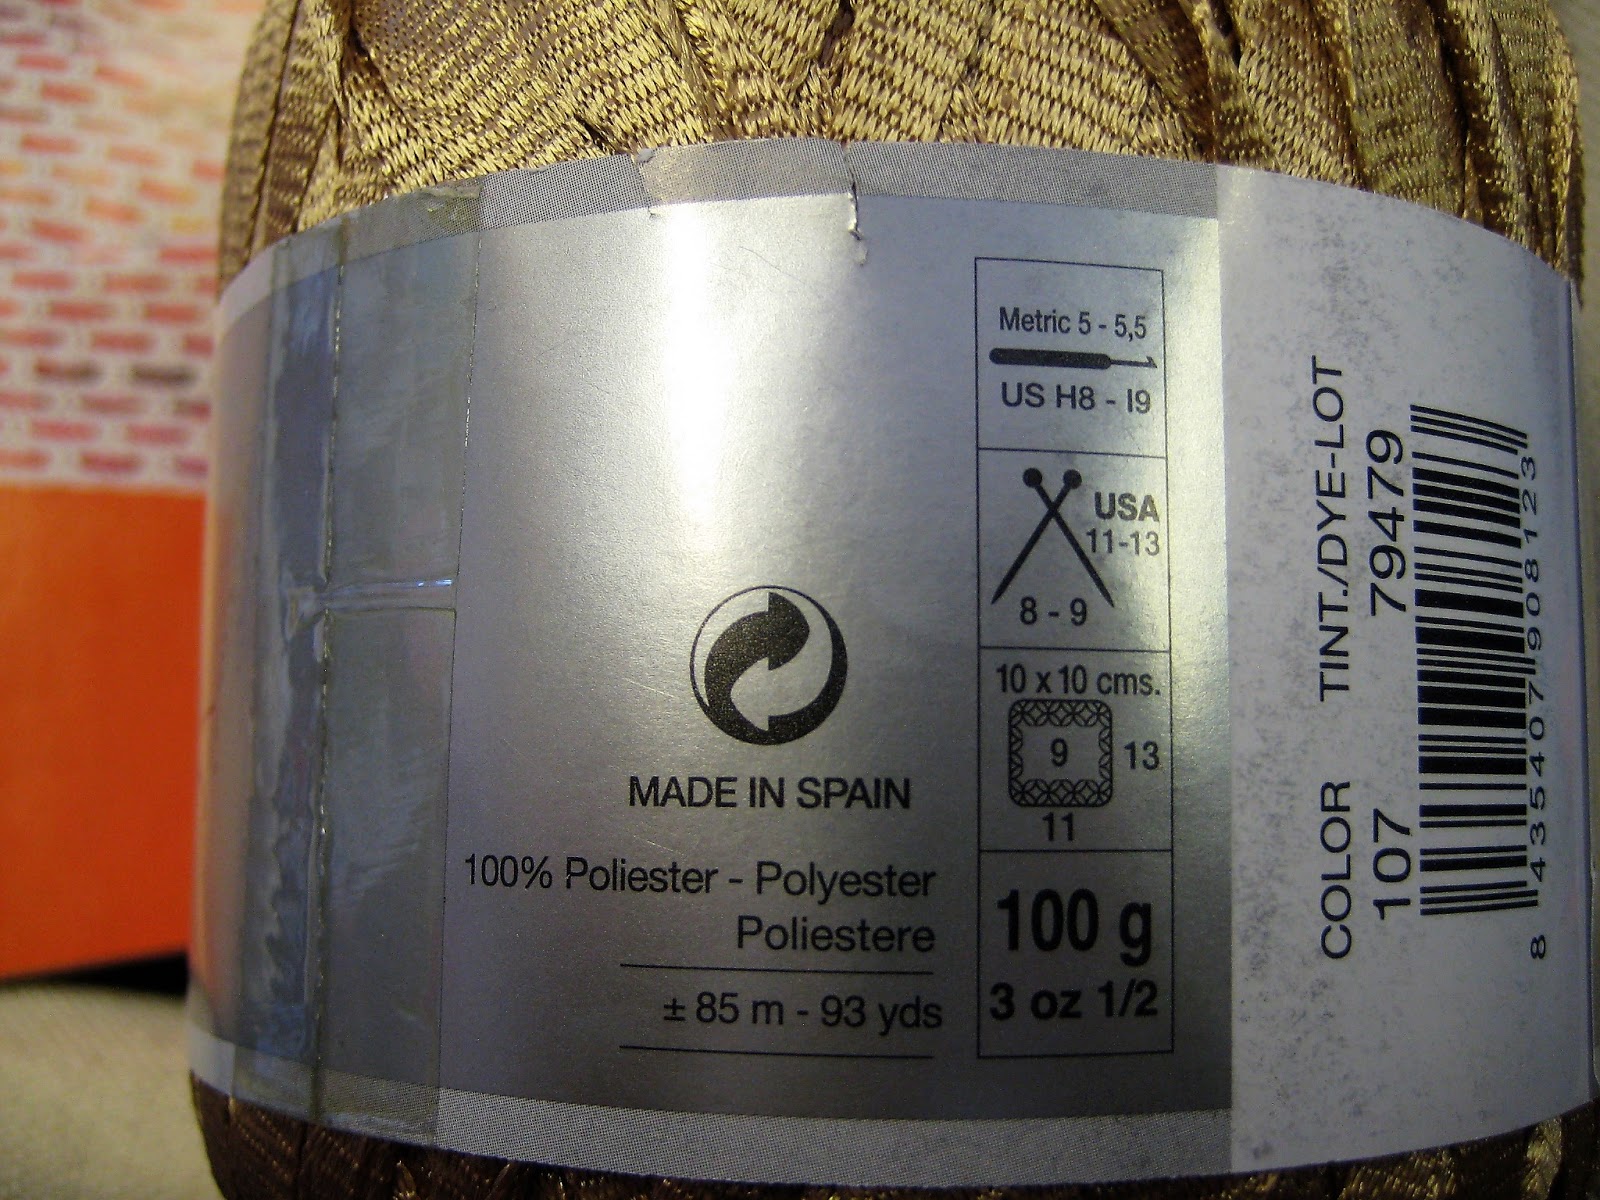 Metric 5 - 5,5
US H8 - I9
USA
11-13
8 - 9
10 x 10 cms.
9
13
11
100 g
3 oz 1/2
MADE IN SPAIN
100% Poliester - Polyester
Poliestere
± 85 m - 93 yds
COLOR TINT./DYE-LOT
107 79479
8 435407 908123